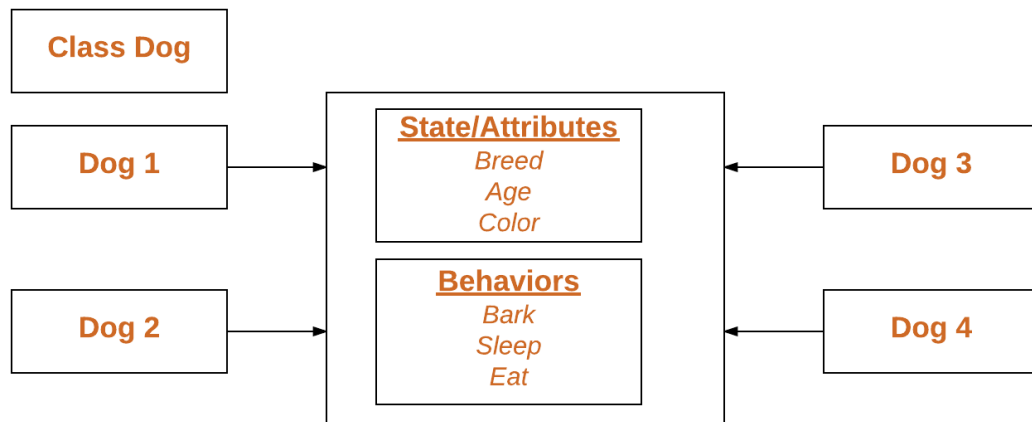 Class Dog
State/Attributes
Breed
Age
Color
Dog 1
Dog 3
Behaviors
Bark
Sleep
Eat
Dog 2
Dog 4